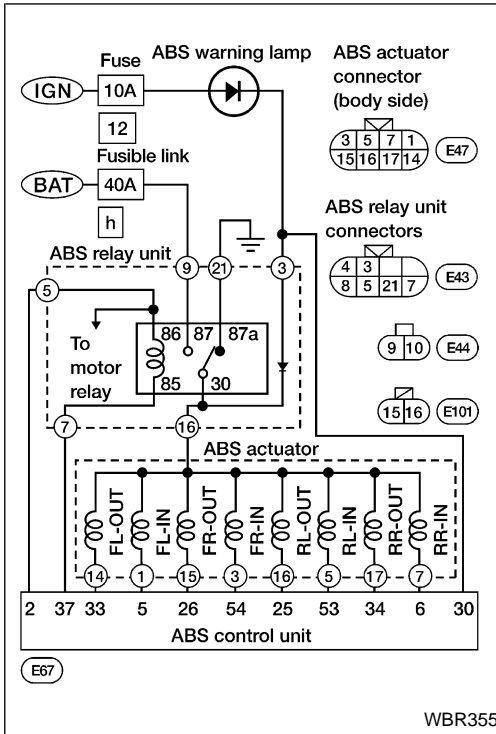 ABS warning lamp
Fuse
IGN
10A
12
Fusible link
BAT
40A
h
ABS actuator
connector
(body side)
3 5 7 1
15 16 17 14
E47
ABS relay unit
connectors
4 3
8 5 21 7
E43
9 10
E44
15 16
E101
ABS relay unit
9
21
3
5
To
motor
relay
86 87 87a
85 30
7
16
ABS actuator
FL-OUT
FL-IN
FR-OUT
FR-IN
RL-OUT
RL-IN
RR-OUT
RR-IN
14 1 15 3 16 5 17 7
2 37 33 5 26 54 25 53 34 6 30
ABS control unit
E67
WBR355